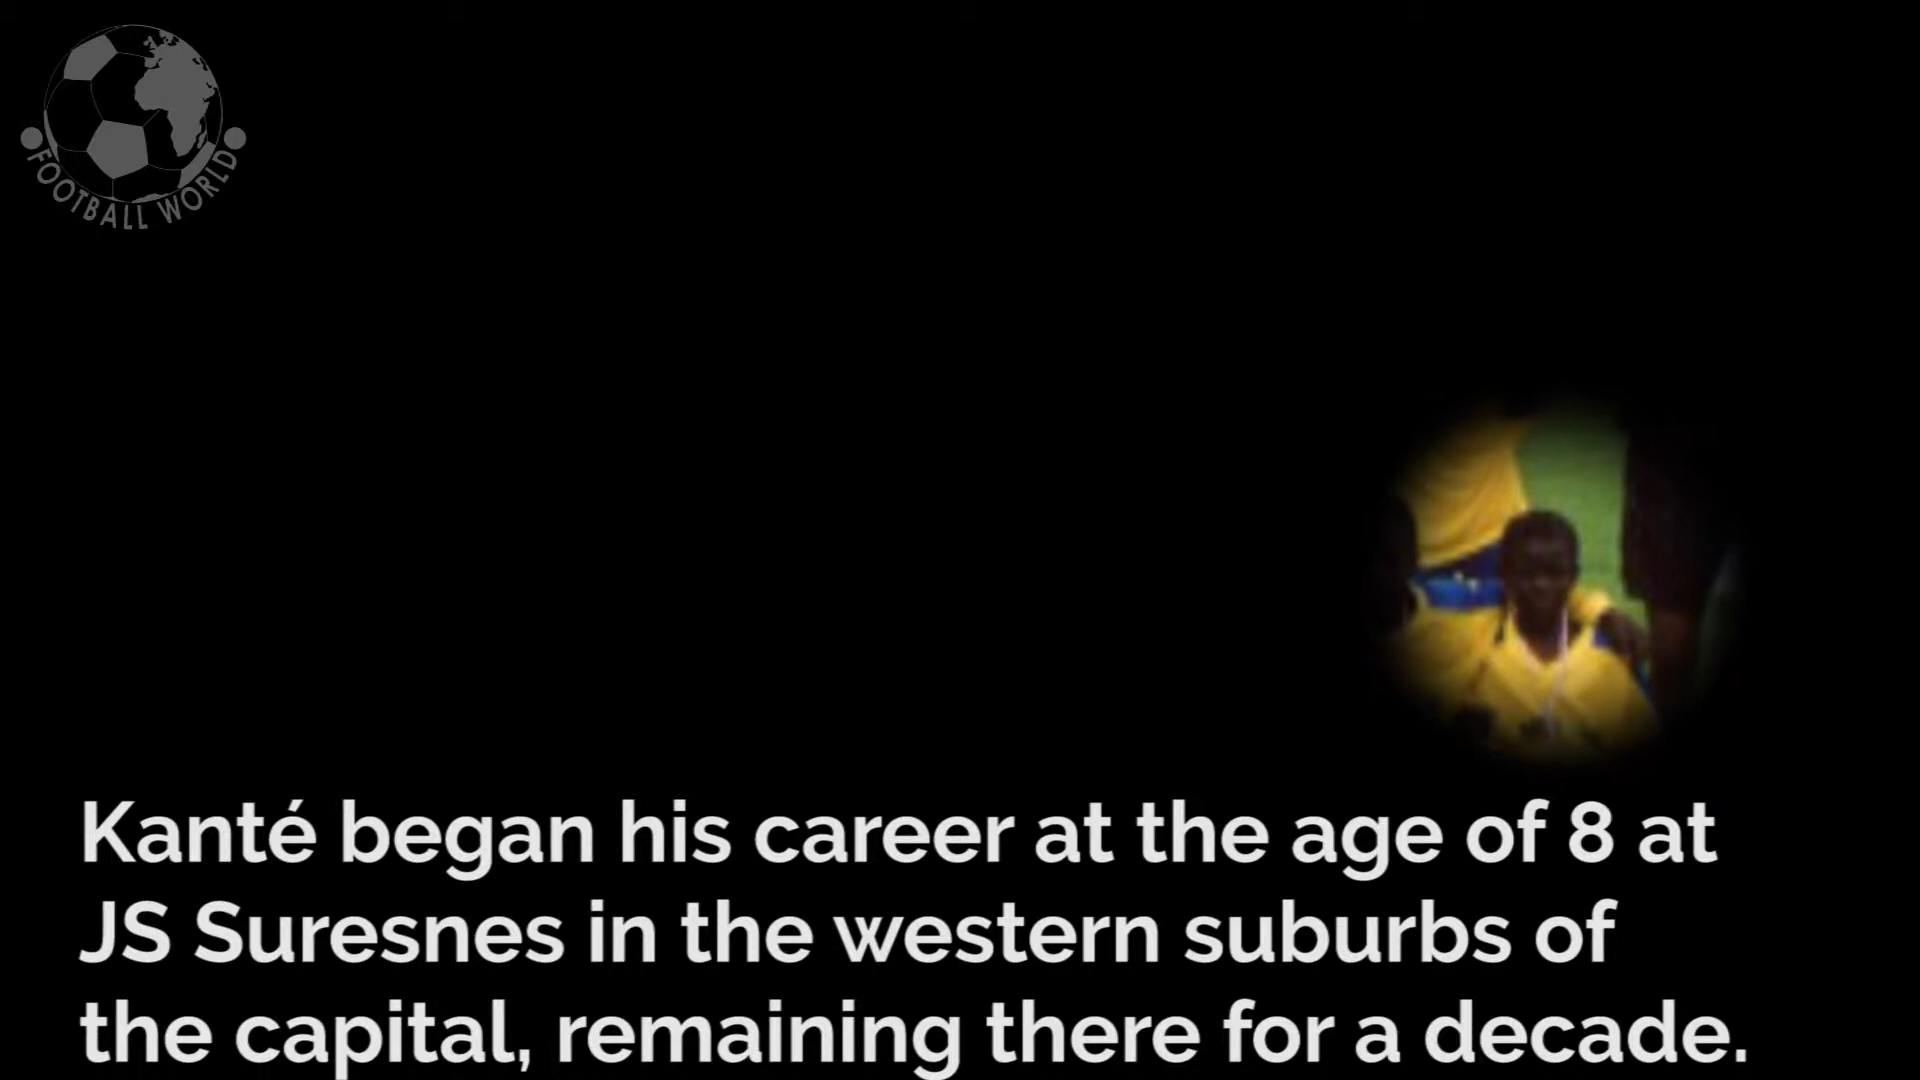 FOOTBALL WORLD
Kanté began his career at the age of 8 at
JS Suresnes in the western suburbs of
the capital, remaining there for a decade.